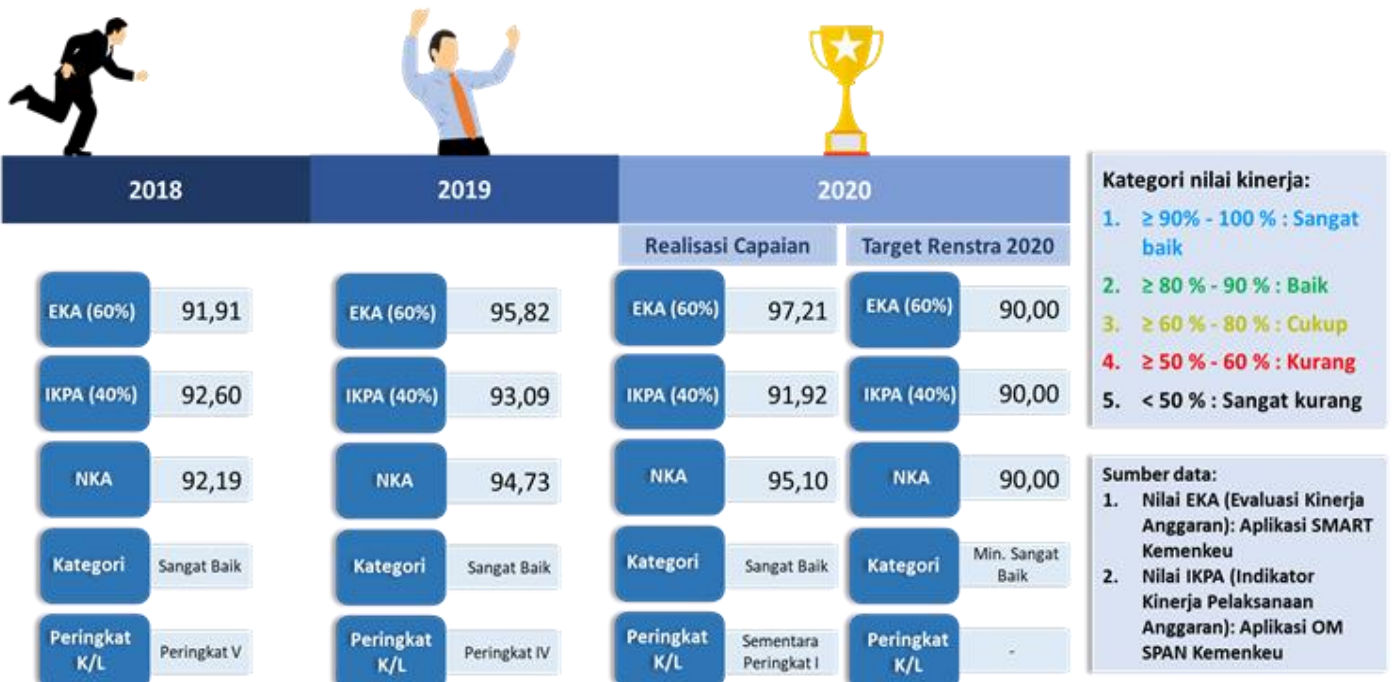 2018
2019
2020
Realisasi Capaian
Target Renstra 2020
EKA (60%) 91,91
IKPA (40%) 92,60
NKA 92,19
Kategori Sangat Baik
Peringkat
K/L
Peringkat V
EKA (60%) 95,82
IKPA (40%) 93,09
NKA 94,73
Kategori Sangat Baik
Peringkat
K/L
Peringkat IV
EKA (60%) 97,21
IKPA (40%) 91,92
NKA 95,10
Kategori Sangat Baik
Peringkat
K/L
Sementara
Peringkat I
EKA (60%) 90,00
IKPA (40%) 90,00
NKA 90,00
Kategori
Min. Sangat
Baik
Peringkat
K/L
-
Kategori nilai kinerja:
1. ≥ 90% - 100 % : Sangat
baik
2. ≥ 80 % - 90 % : Baik
3. ≥ 60 % - 80 % : Cukup
4. ≥ 50 % - 60 % : Kurang
5. < 50 % : Sangat kurang
Sumber data:
1. Nilai EKA (Evaluasi Kinerja
Anggaran): Aplikasi SMART
Kemenkeu
2. Nilai IKPA (Indikator
Kinerja Pelaksanaan
Anggaran): Aplikasi OM
SPAN Kemenkeu